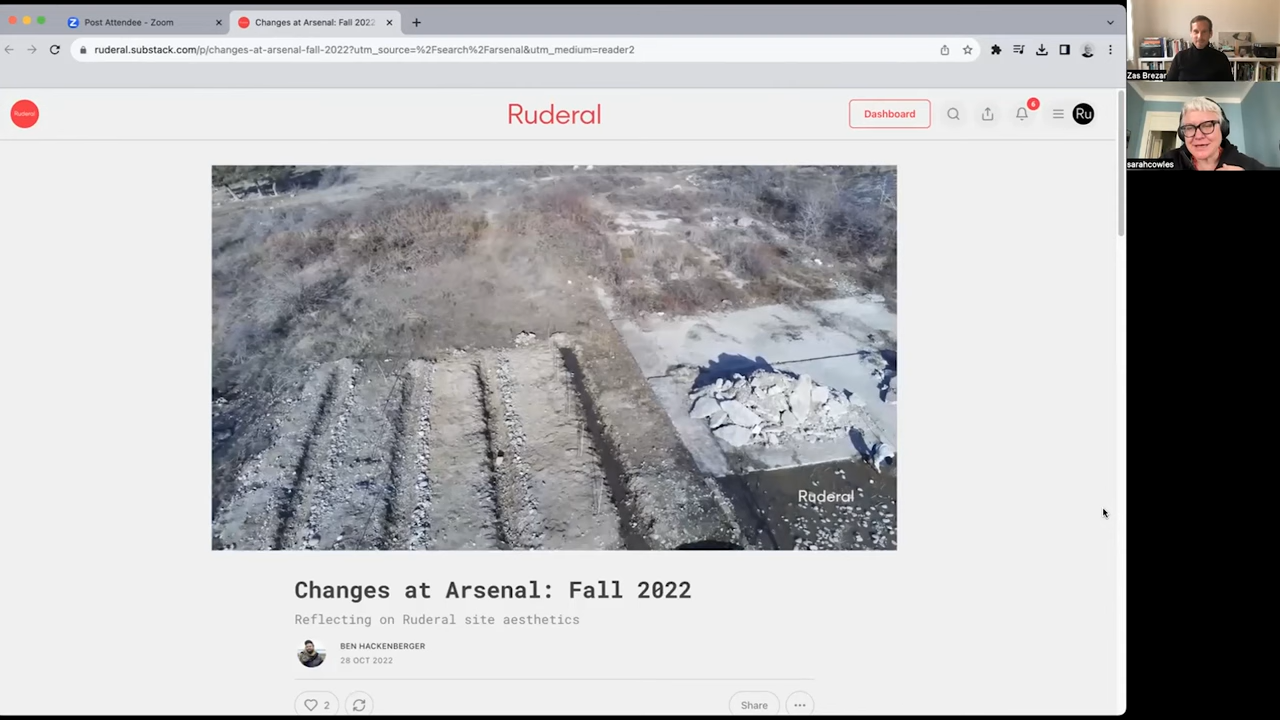 Post Attendee - Zoom
Changes at Arsenal: Fall 2022
ruderal.substack.com/p/changes-at-arsenal-fall-2022?utm_source=%2Fsearch%2Farsenal&utm_medium=reader2
Ruderal
Ruderal
Dashboard
6
Ru
Ruderal
Changes at Arsenal: Fall 2022
Reflecting on Ruderal site aesthetics
BEN HACKENBERGER
28 OCT 2022
2
Share
Zas Brezar
sarahcowles